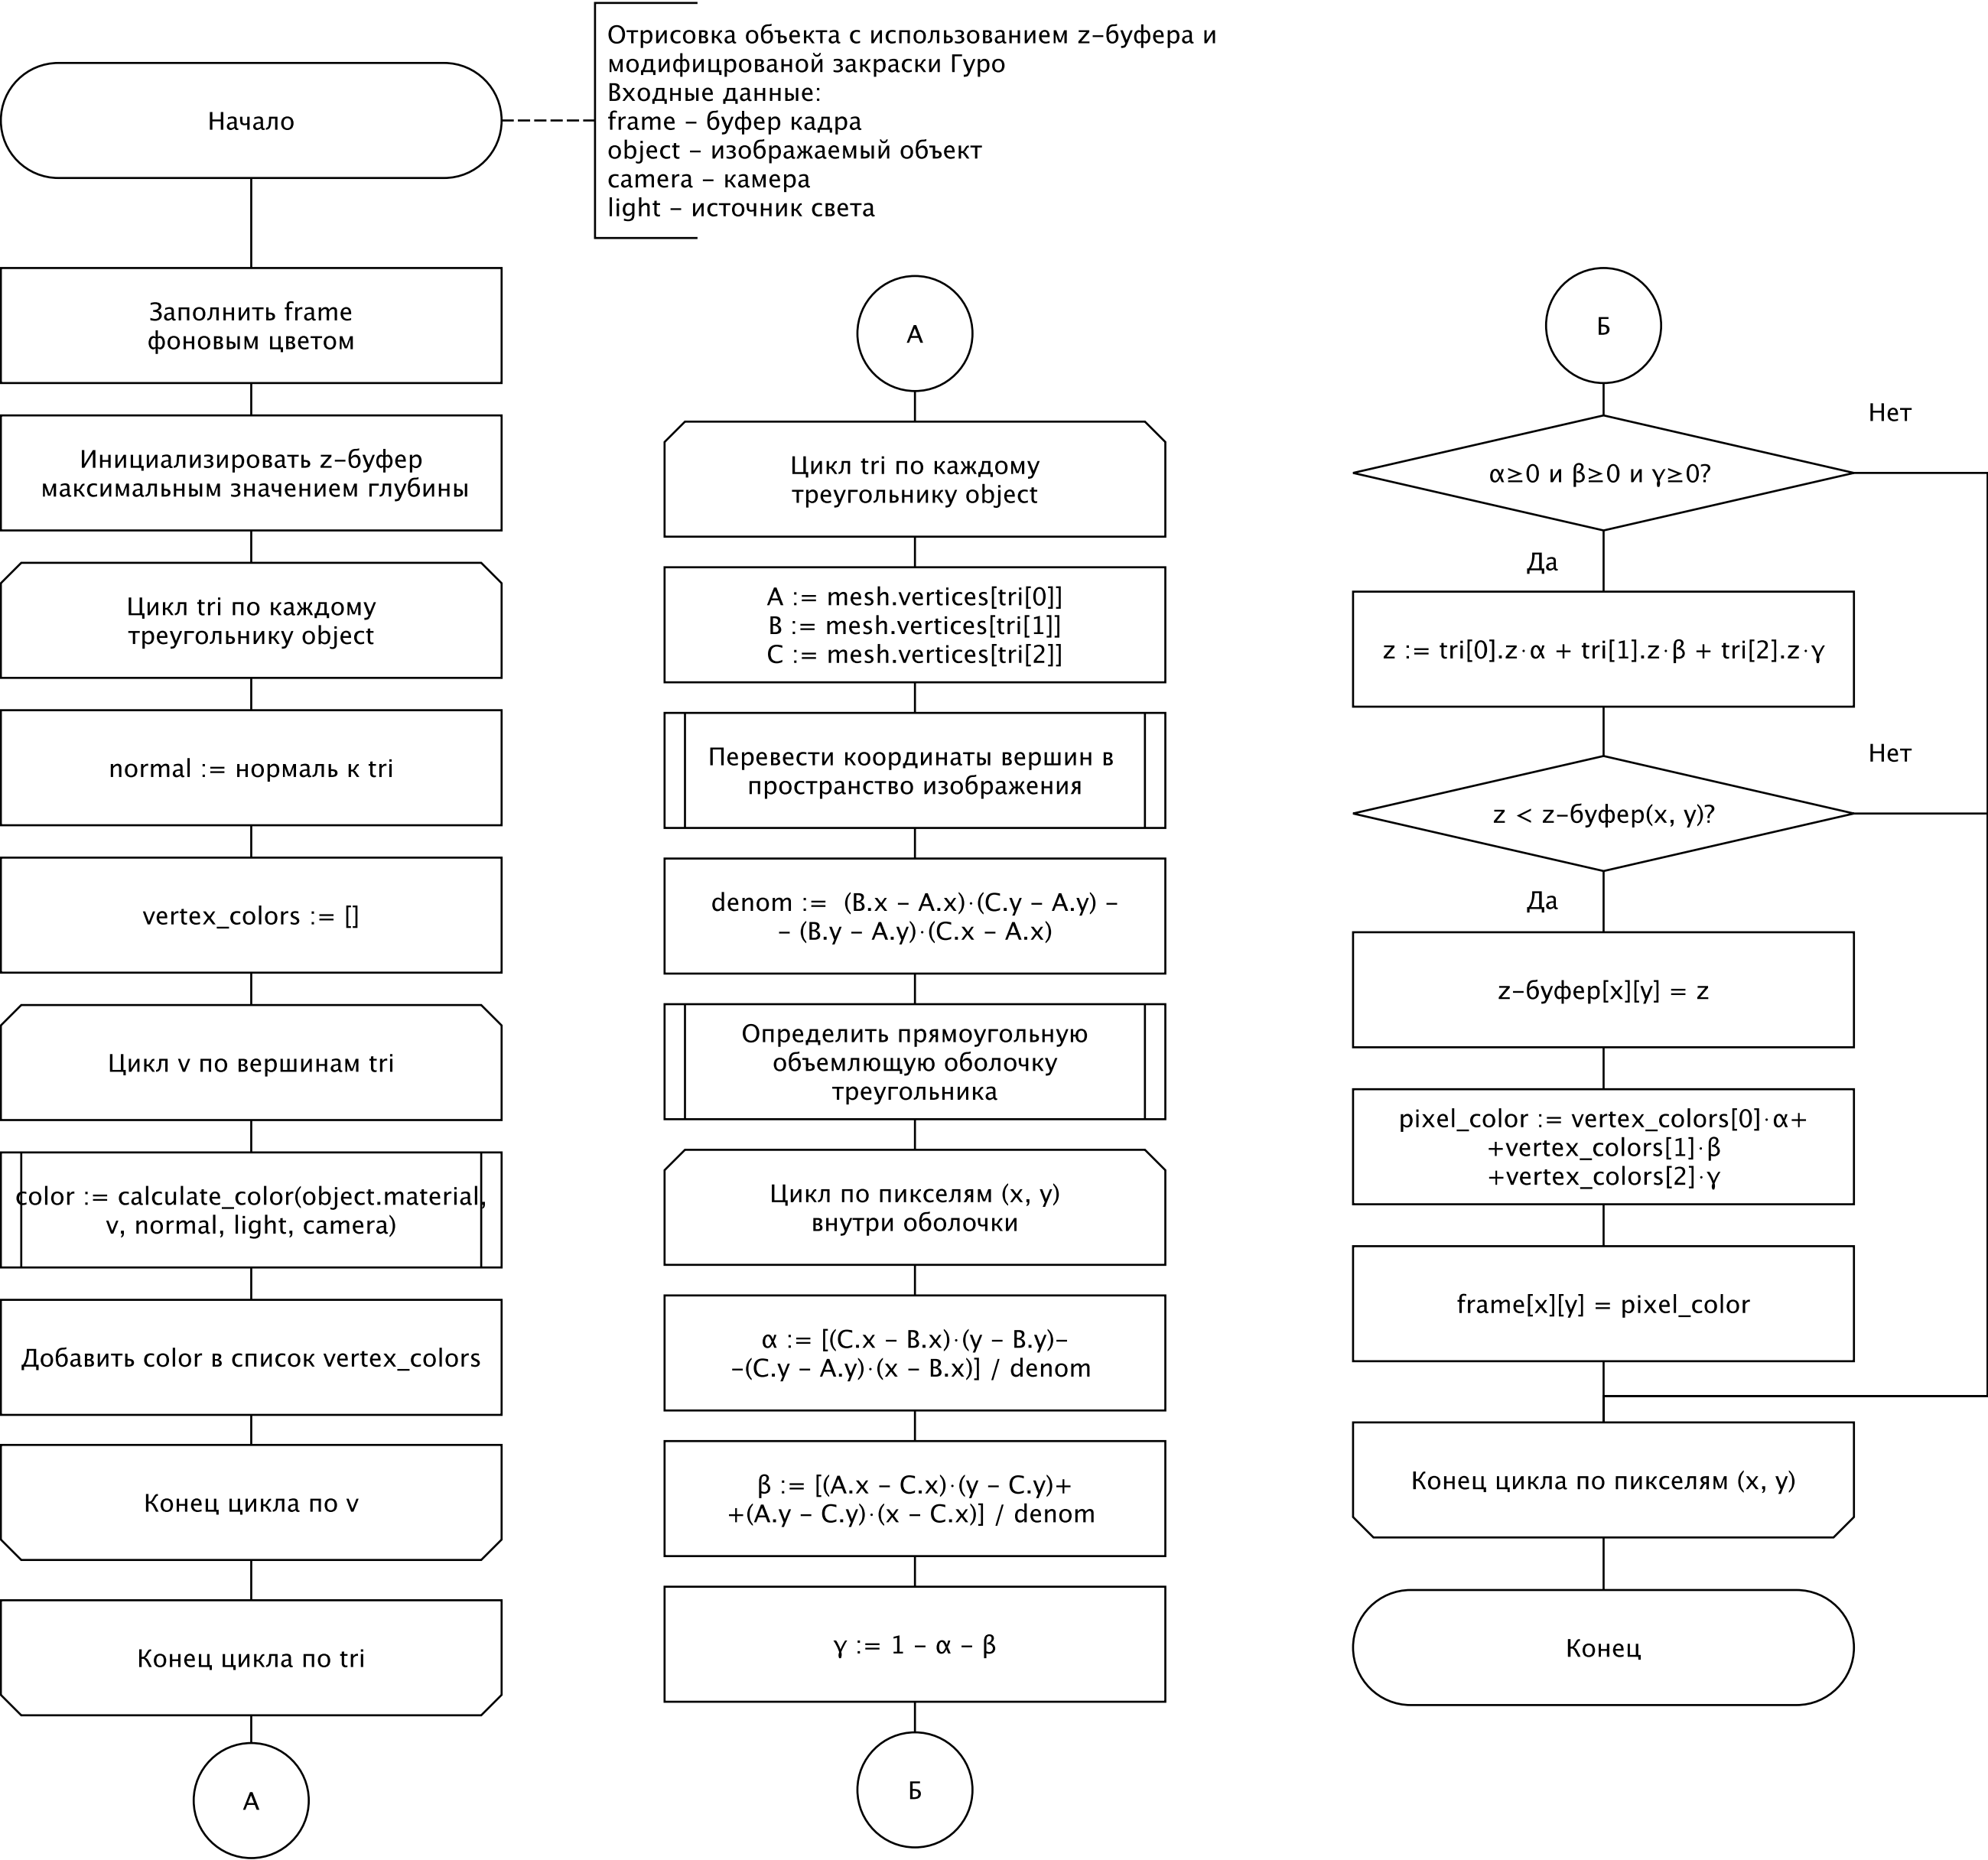 Начало
Отрисовка объекта с использованием z-буфера и
модифицрованой закраски Гуро
Входные данные:
frame - буфер кадра
object - изображаемый объект
camera - камера
light - источник света
Заполнить frame
фоновым цветом
Инициализировать z-буфер
максимальным значением глубины
Цикл tri по каждому
треугольнику object
normal := нормаль к tri
vertex_colors := []
Цикл v по вершинам tri
color := calculate_color(object.material,
v, normal, light, camera)
Добавить color в список vertex_colors
Конец цикла по v
Конец цикла по tri
А
А
Цикл tri по каждому
треугольнику object
A := mesh.vertices[tri[0]]
B := mesh.vertices[tri[1]]
C := mesh.vertices[tri[2]]
Перевести координаты вершин в
пространство изображения
denom := (B.x - A.x)·(C.y - A.y) -
- (B.y - A.y)·(C.x - A.x)
Определить прямоугольную
объемлющую оболочку
треугольника
Цикл по пикселям (x, y)
внутри оболочки
α := [(C.x - B.x)·(y - B.y)-
-(C.y - A.y)·(x - B.x)] / denom
β := [(A.x - C.x)·(y - C.y)+
+(A.y - C.y)·(x - C.x)] / denom
γ := 1 - α - β
Б
Б
Нет
α≥0 и β≥0 и γ≥0?
Да
z := tri[0].z·α + tri[1].z·β + tri[2].z·γ
Нет
z < z-буфер(x, y)?
Да
z-буфер[x][y] = z
pixel_color := vertex_colors[0]·α+
+vertex_colors[1]·β
+vertex_colors[2]·γ
frame[x][y] = pixel_color
Конец цикла по пикселям (x, y)
Конец